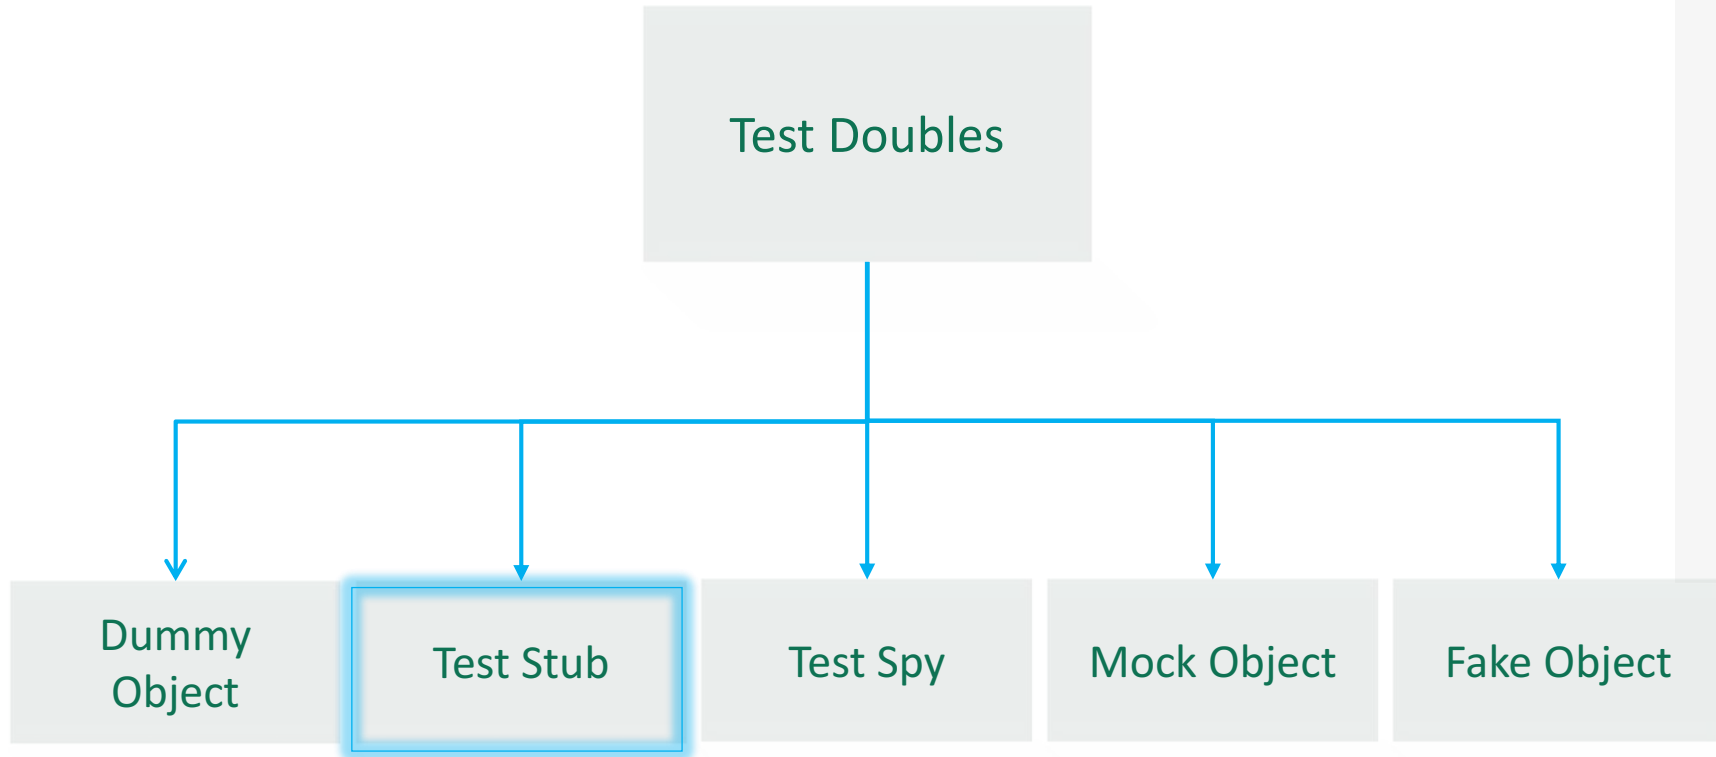 Test Doubles
Dummy
Object
Test Stub
Test Spy
Mock Object
Fake Object